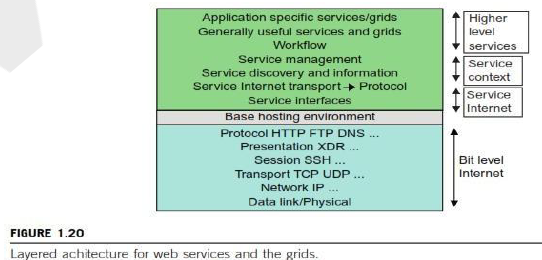 Application specific services/grids
Generally useful services and grids
Workflow
Service management
Service discovery and information
Service Internet transport → Protocol
Service interfaces
Base hosting environment
Protocol HTTP FTP DNS ...
Presentation XDR ...
Session SSH ...
Transport TCP UDP ...
Network IP ...
Data link/Physical
Higher
level
services
Service
context
Service
Internet
Bit level
Internet
FIGURE 1.20
Layered achitecture for web services and the grids.